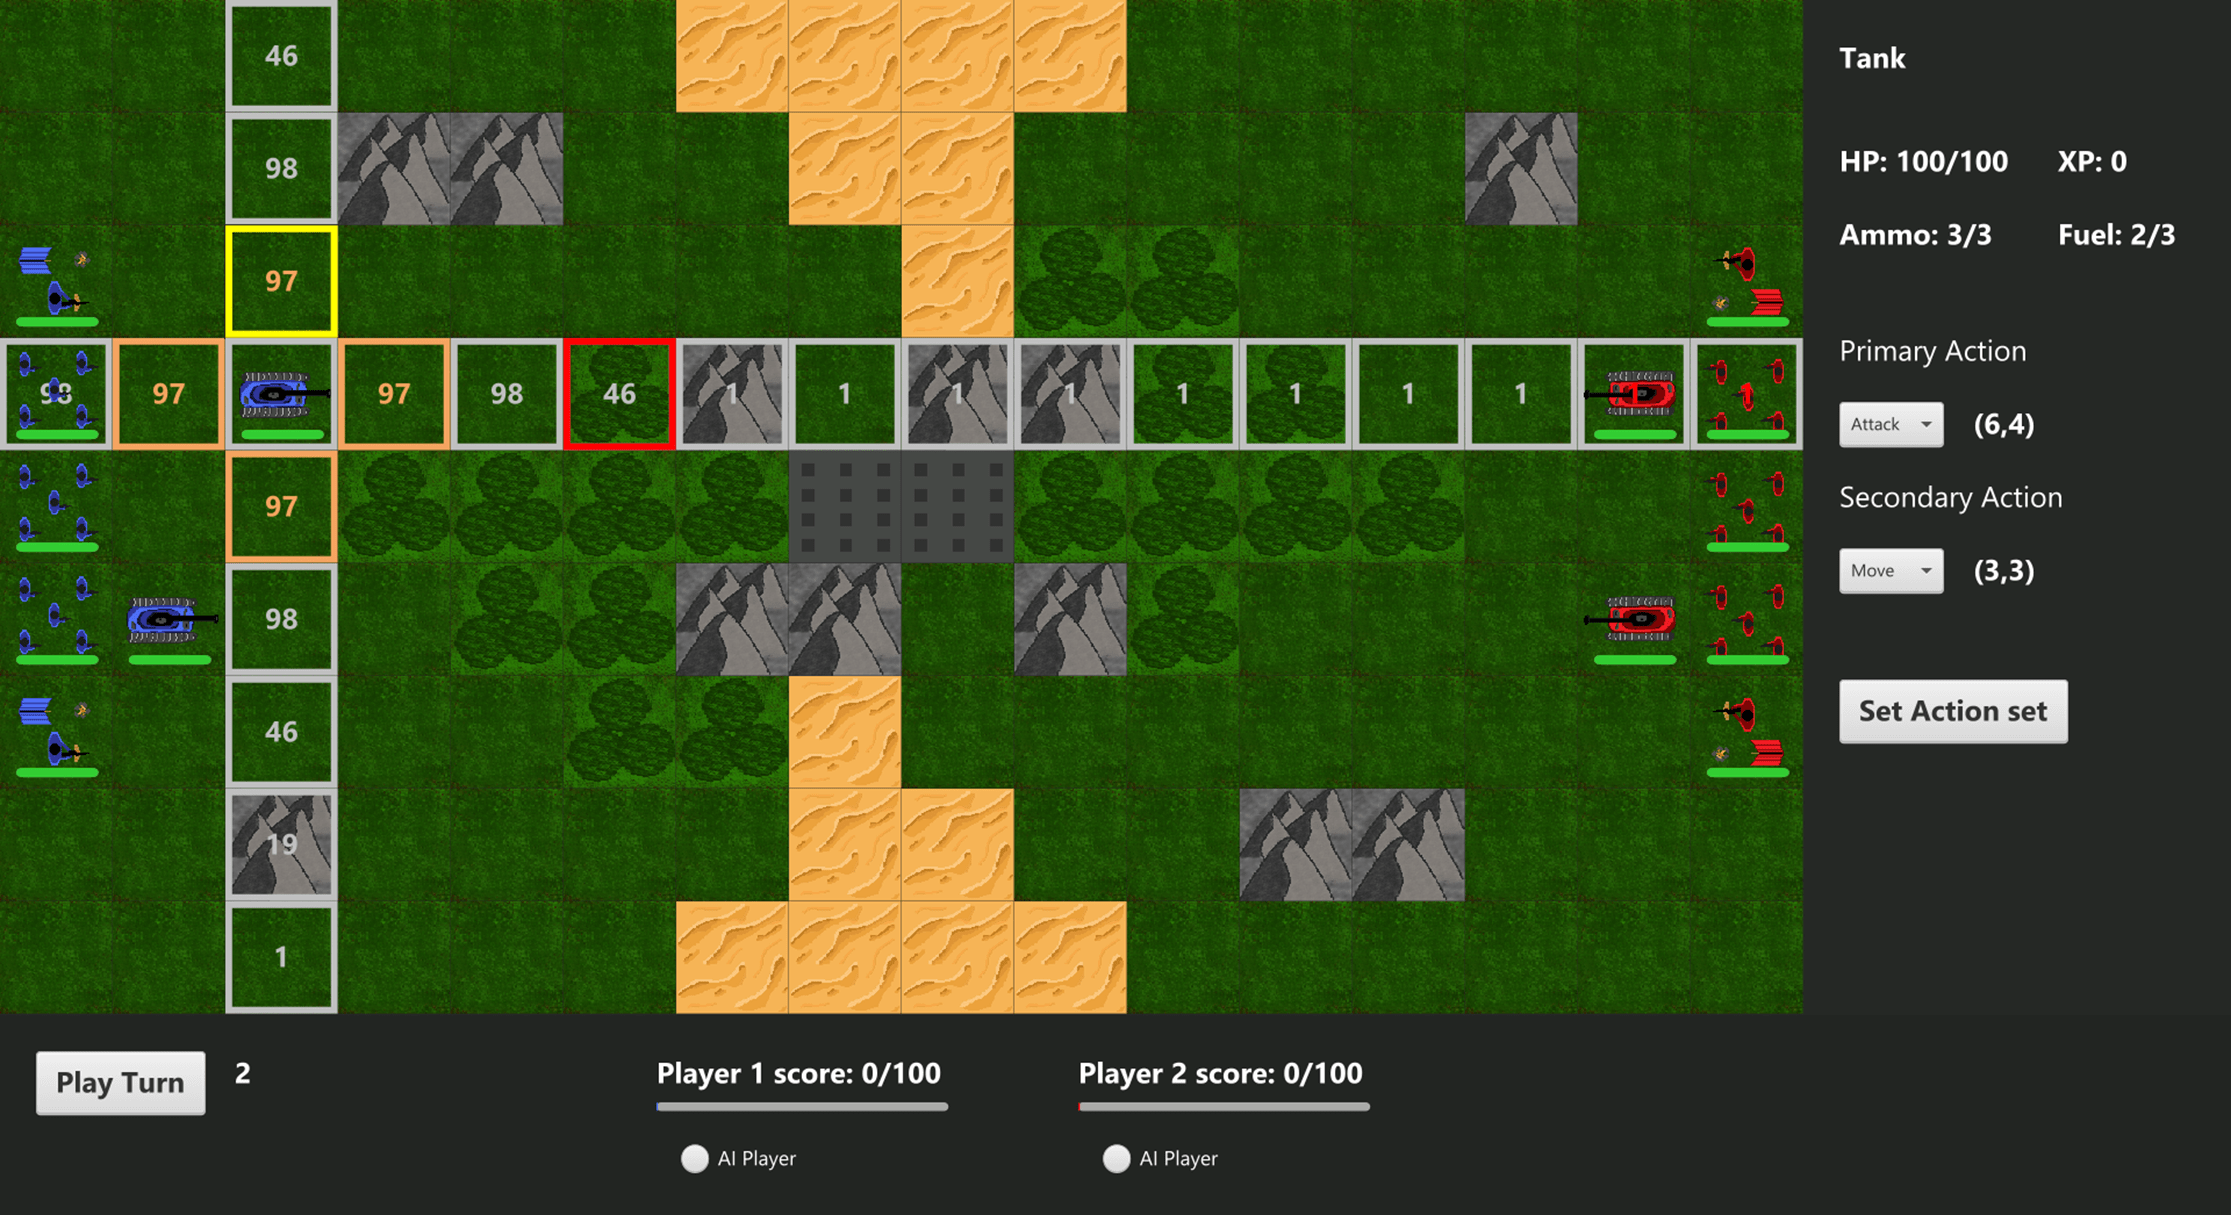 46
Tank
98
HP: 100/100 XP: 0
Ammo: 3/3 Fuel: 2/3
97
Primary Action
98 97 97 98 46 1 1 1 1 1 1 1 1 1 1
Attack (6,4)
Secondary Action
97
Move (3,3)
98
Set Action set
46
19
1
Play Turn 2
Player 1 score: 0/100
Player 2 score: 0/100
AI Player
AI Player